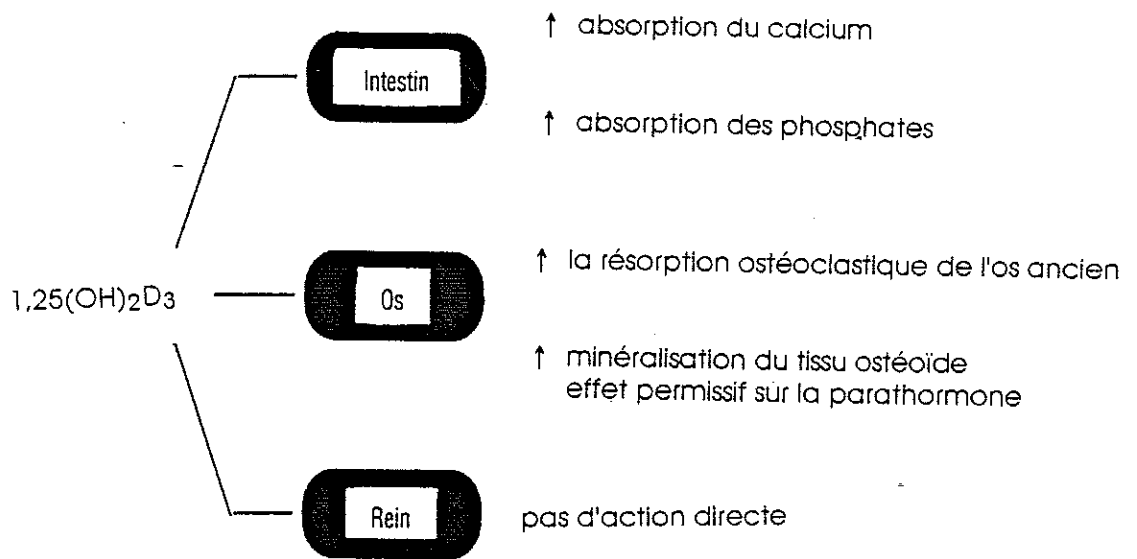 ↑ absorption du calcium
Intestin
↑ absorption des phosphates
1,25(OH)₂D₃
Os
↑ la résorption ostéoclastique de l'os ancien
↑ minéralisation du tissu ostéoïde
effet permissif sur la parathormone
Rein
pas d'action directe